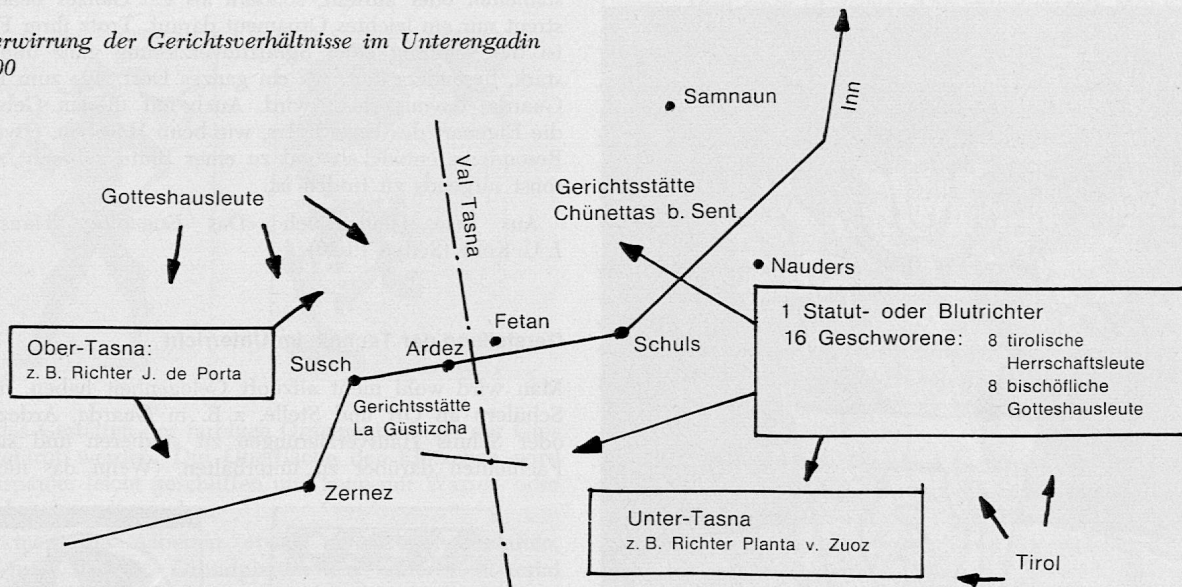 erwirrung der Gerichtsverhältnisse im Unterengadin
00
Inn
Samnaun
Val Tasna
Gotteshausleute
Gerichtsstätte
Chünettas b. Sent
Nauders
1 Statut- oder Blutrichter
16 Geschworene: 8 tirolische
Herrschaftsleute
8 bischöfliche
Gotteshausleute
Fetan
Schuls
Ober-Tasna:
z. B. Richter J. de Porta
Ardez
Susch
Gerichtsstätte
La Güstizcha
Zernez
Unter-Tasna
z. B. Richter Planta v. Zuoz
Tirol